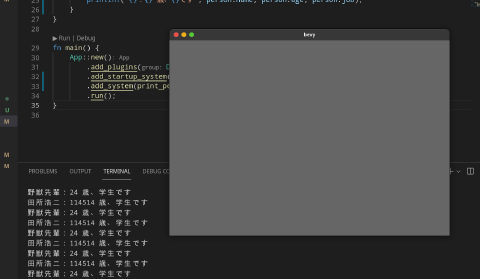 bevy
println!("{}:{} 歳、{}です", person.name, person.age, person.job);
26
27 }
28 }
▶ Run | Debug
29 fn main() {
30 App::new() : App
31 .add_plugins(group:
32 .add_startup_system(
33 .add_system(print_pe
34 .run();
35 }
36
PROBLEMS OUTPUT TERMINAL DEBUG CO
野獣先輩：24 歳、学生です
田所浩二：114514 歳、学生です
野獣先輩：24 歳、学生です
田所浩二：114514 歳、学生です
野獣先輩：24 歳、学生です
田所浩二：114514 歳、学生です
野獣先輩：24 歳、学生です
田所浩二：114514 歳、学生です
野獣先輩：24 歳、学生です